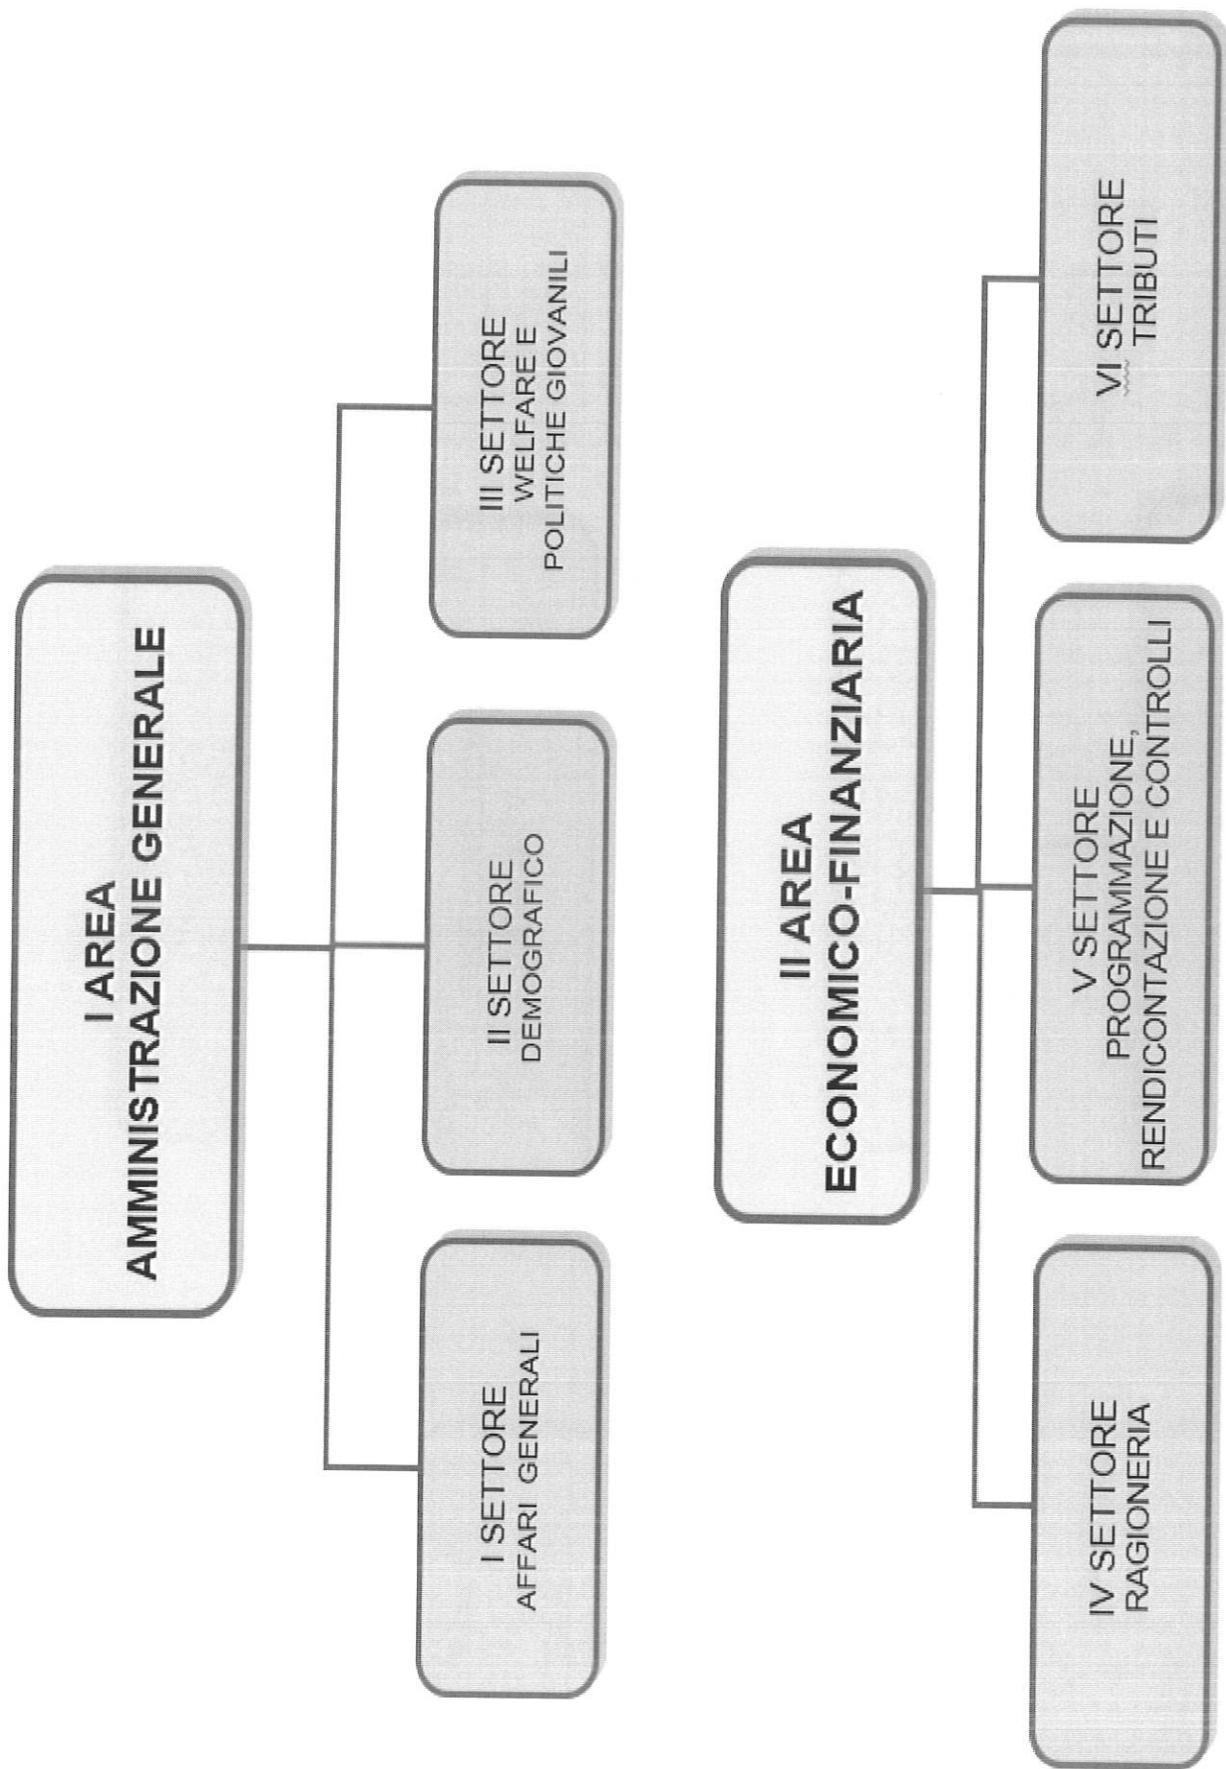 I AREA
AMMINISTRAZIONE GENERALE
I SETTORE
AFFARI GENERALI
II SETTORE
DEMOGRAFICO
III SETTORE
WELFARE E
POLITICHE GIOVANILI
II AREA
ECONOMICO-FINANZIARIA
IV SETTORE
RAGIONERIA
V SETTORE
PROGRAMMAZIONE,
RENDICONTAZIONE E CONTROLLI
VI SETTORE
TRIBUTI